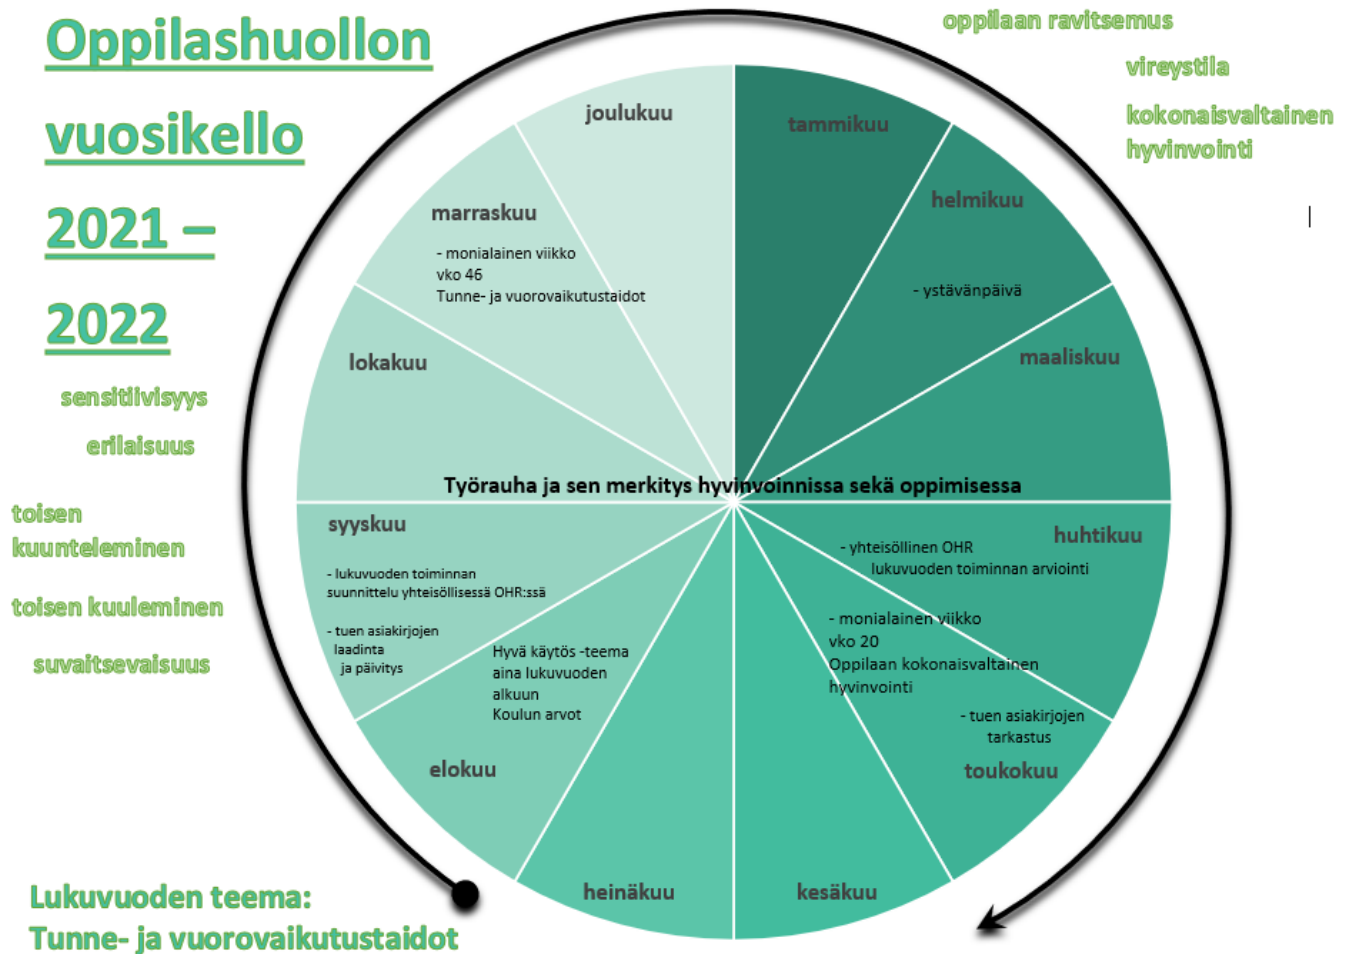 Oppilashuollon
vuosikello
2021 –
2022
sensitiivisyys
erilaisuus
toisen
kuunteleminen
toisen kuuleminen
suvaitsevaisuus
Lukuvuoden teema:
Tunne- ja vuorovaikutustaidot
oppilaan ravitsemus
vireystila
kokonaisvaltainen
hyvinvointi
tammikuu
helmikuu
- ystävänpäivä
maaliskuu
Työrauha ja sen merkitys hyvinvoinnissa sekä oppimisessa
huhtikuu
- yhteisöllinen OHR
lukuvuoden toiminnan arviointi
- monialainen viikko
vko 20
Oppilaan kokonaisvaltainen
hyvinvointi
- tuen asiakirjojen
tarkastus
toukokuu
kesäkuu
heinäkuu
Hyvä käytös -teema
aina lukuvuoden
alkuun
Koulun arvot
elokuu
syyskuu
- lukuvuoden toiminnan
suunnittelu yhteisöllisessä OHR:ssä
- tuen asiakirjojen
laadinta
ja päivitys
lokakuu
marraskuu
- monialainen viikko
vko 46
Tunne- ja vuorovaikutustaidot
joulukuu